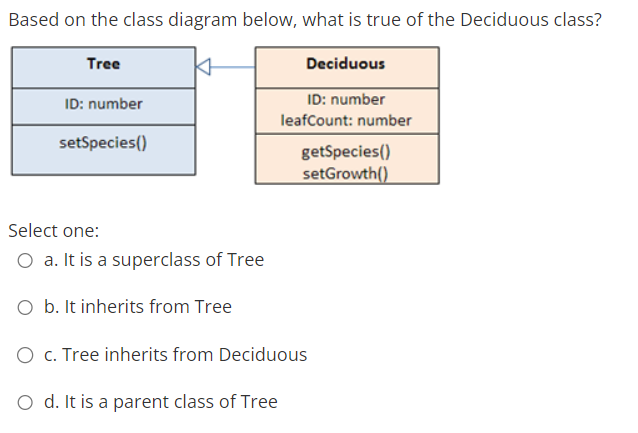 Based on the class diagram below, what is true of the Deciduous class?
Tree
ID: number
setSpecies()
Deciduous
ID: number
leafCount: number
getSpecies()
setGrowth()
Select one:
a. It is a superclass of Tree
b. It inherits from Tree
c. Tree inherits from Deciduous
d. It is a parent class of Tree